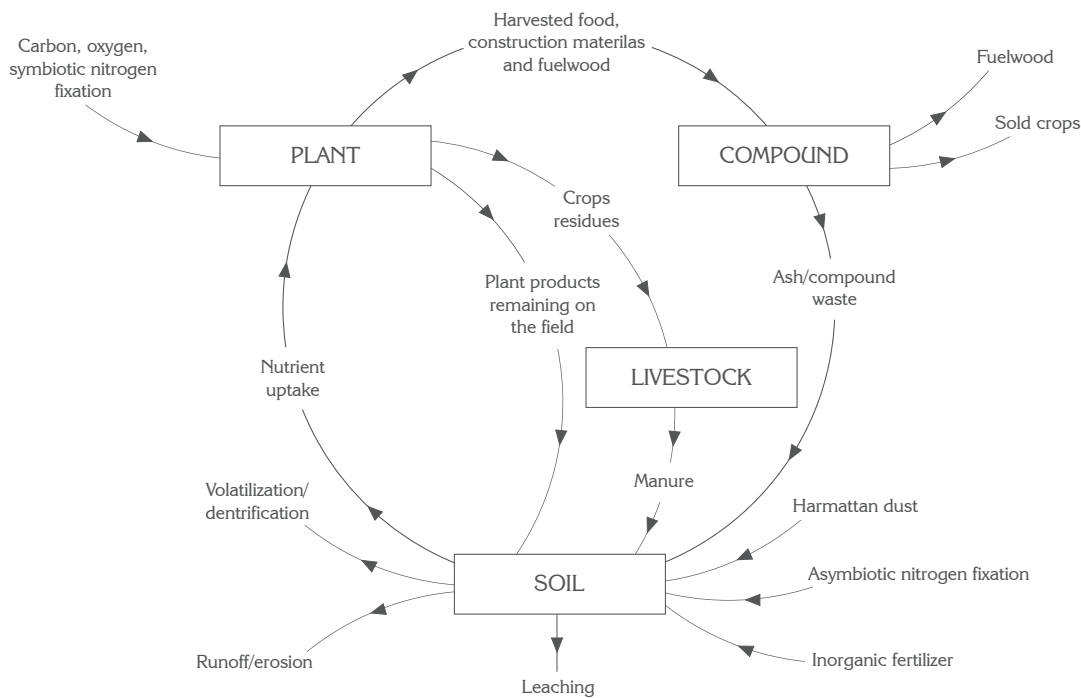 Harvested food,
construction materilas
and fuelwood
Carbon, oxygen,
symbiotic nitrogen
fixation
Fuelwood
Sold crops
PLANT
COMPOUND
Crops
residues
Ash/compound
waste
Plant products
remaining on
the field
Nutrient
uptake
LIVESTOCK
Manure
Volatilization/
dentrification
Harmattan dust
SOIL
Asymbiotic nitrogen fixation
Runoff/erosion
Inorganic fertilizer
Leaching